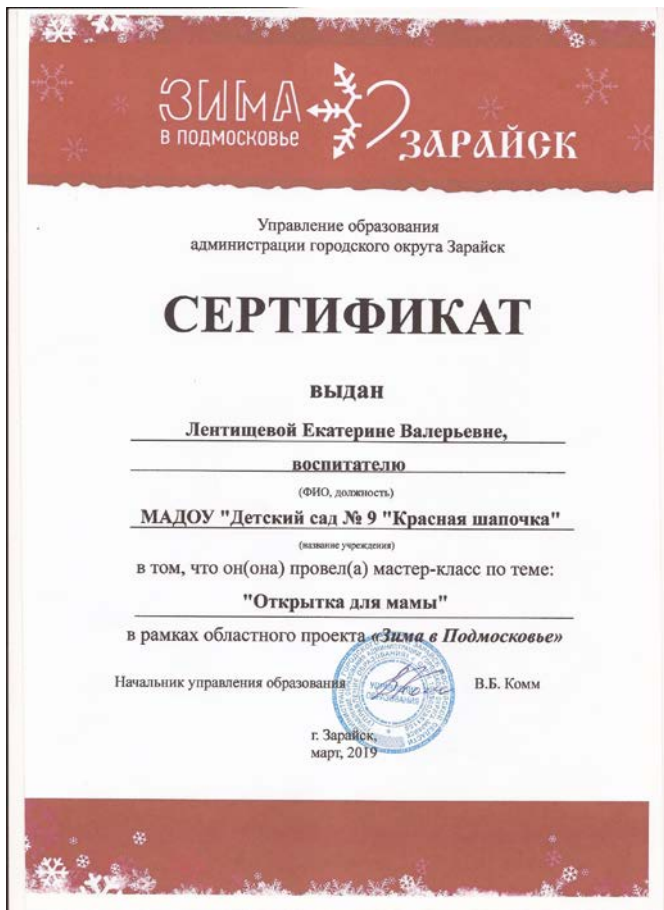 ЗИМА
В ПОДМОСКОВЬЕ
ЗАРАЙСК
Управление образования
администрации городского округа Зарайск
СЕРТИФИКАТ
выдан
Лентищевой Екатерине Валерьевне,
воспитателю
(ФИО, должность)
МАДОУ "Детский сад № 9 "Красная шапочка"
(название учреждения)
в том, что он(она) провел(а) мастер-класс по теме:
"Открытка для мамы"
в рамках областного проекта «Зима в Подмосковье»
Начальник управления образования В.Б. Комм
г. Зарайск,
март, 2019